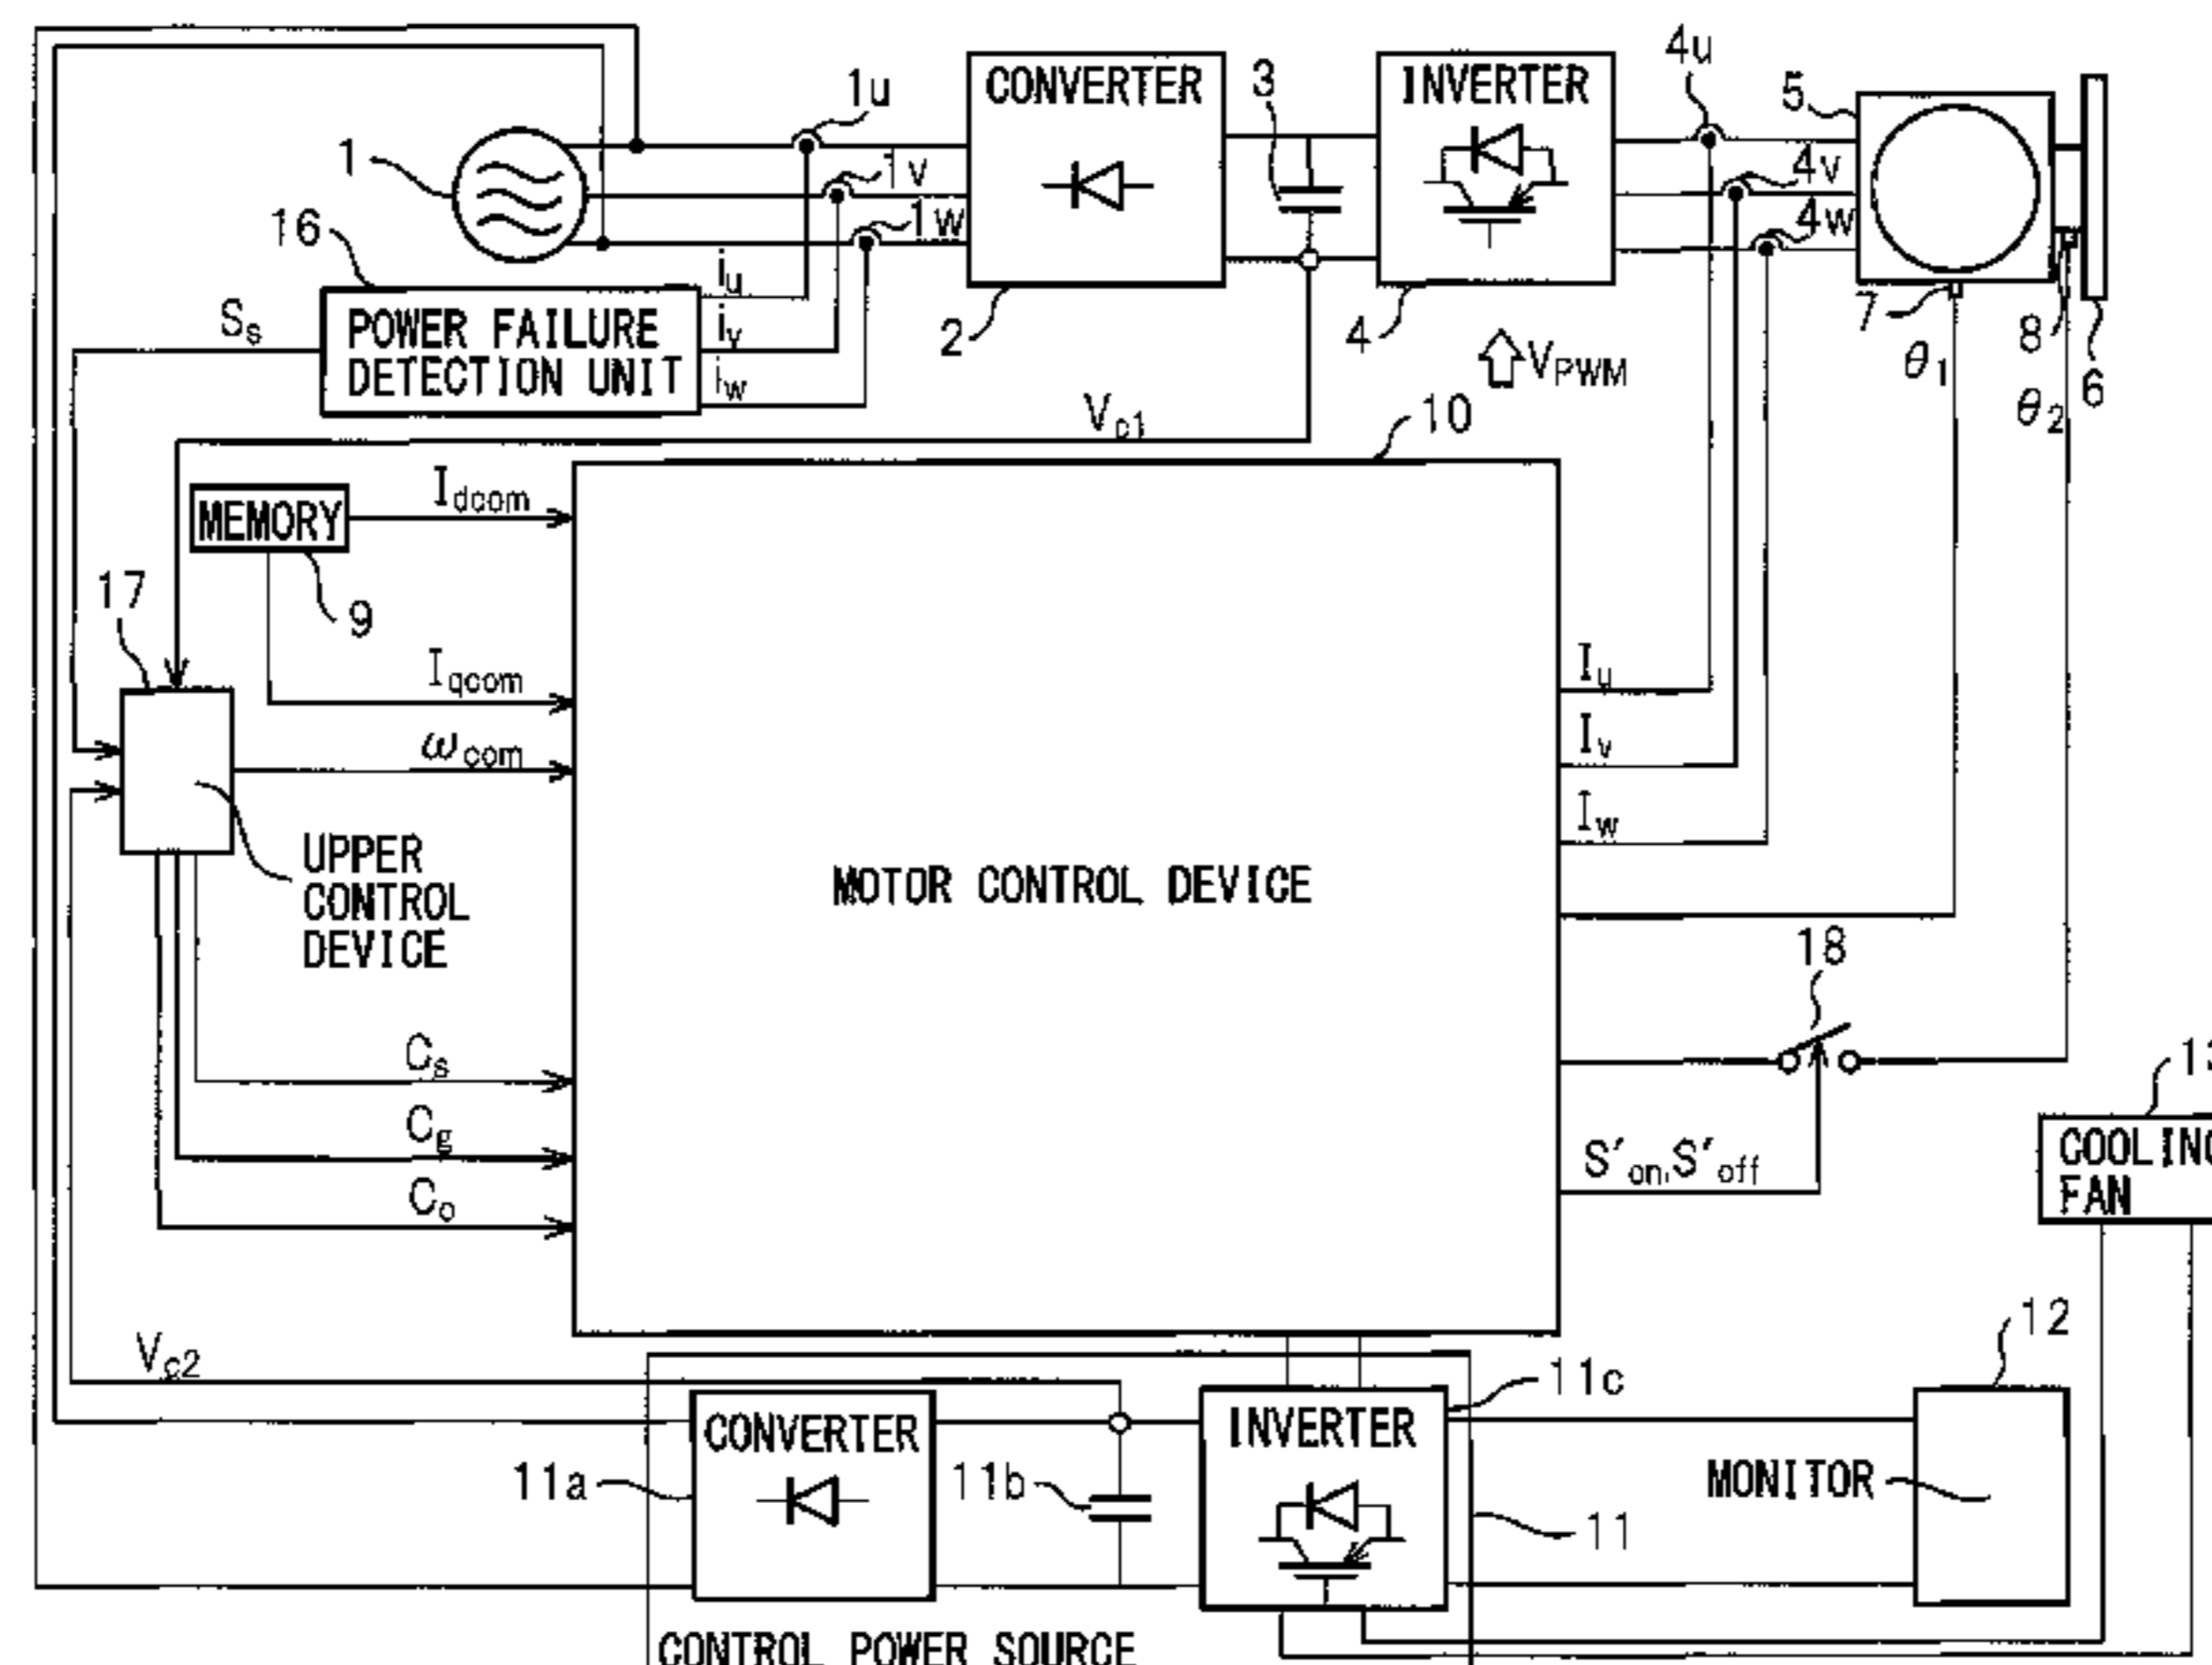 1
1u
1v
1w
CONVERTER
2
3
INVERTER
4
4u
4v
4w
5
6
7
8
θ1
θ2
VPWM
16
POWER FAILURE
DETECTION UNIT
iu
iv
iw
Ss
Vc1
10
MEMORY
9
Idcom
Iqcom
ωcom
17
UPPER
CONTROL
DEVICE
MOTOR CONTROL DEVICE
Iu
Iv
Iw
18
S'on,S'off
Cs
Cg
Co
COOLING
FAN
12
MONITOR
Vc2
CONVERTER
11a
11b
INVERTER
11c
11
CONTROL POWER SOURCE